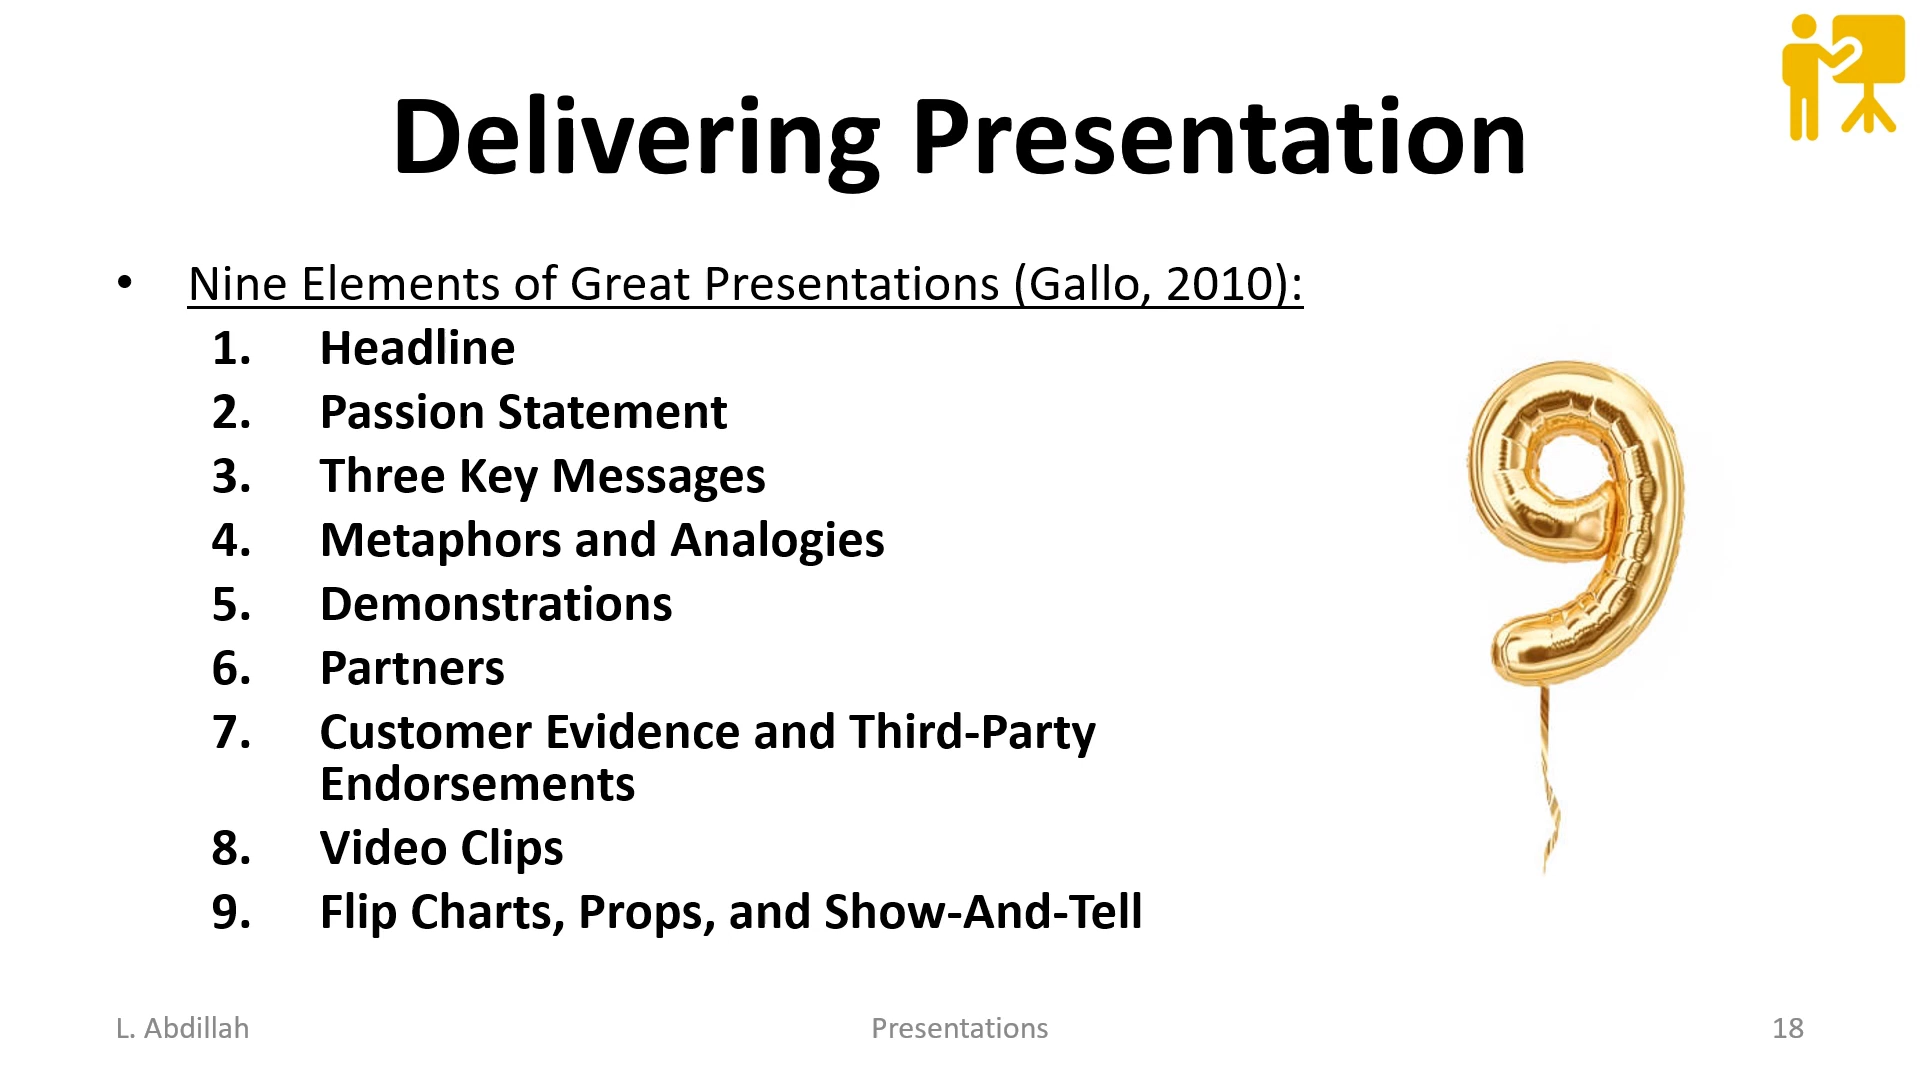 Delivering Presentation
• Nine Elements of Great Presentations (Gallo, 2010):
1. Headline
2. Passion Statement
3. Three Key Messages
4. Metaphors and Analogies
5. Demonstrations
6. Partners
7. Customer Evidence and Third-Party
Endorsements
8. Video Clips
9. Flip Charts, Props, and Show-And-Tell
9
L. Abdillah
Presentations
18